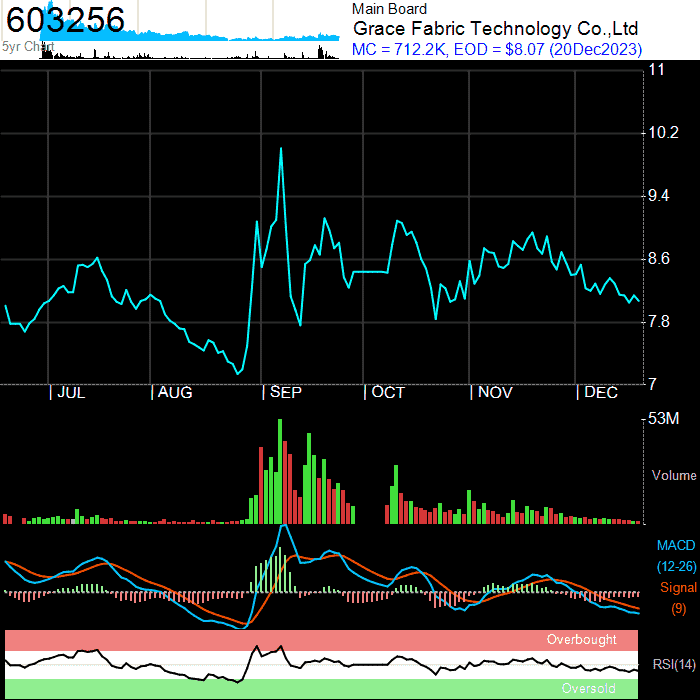 603256
5yr Chart
Main Board
Grace Fabric Technology Co.,Ltd
MC = 712.2K, EOD = $8.07 (20Dec2023)
11
10.2
9.4
8.6
7.8
7
JUL
AUG
SEP
OCT
NOV
DEC
53M
Volume
MACD
(12-26)
Signal
(9)
Overbought
RSI(14)
Oversold